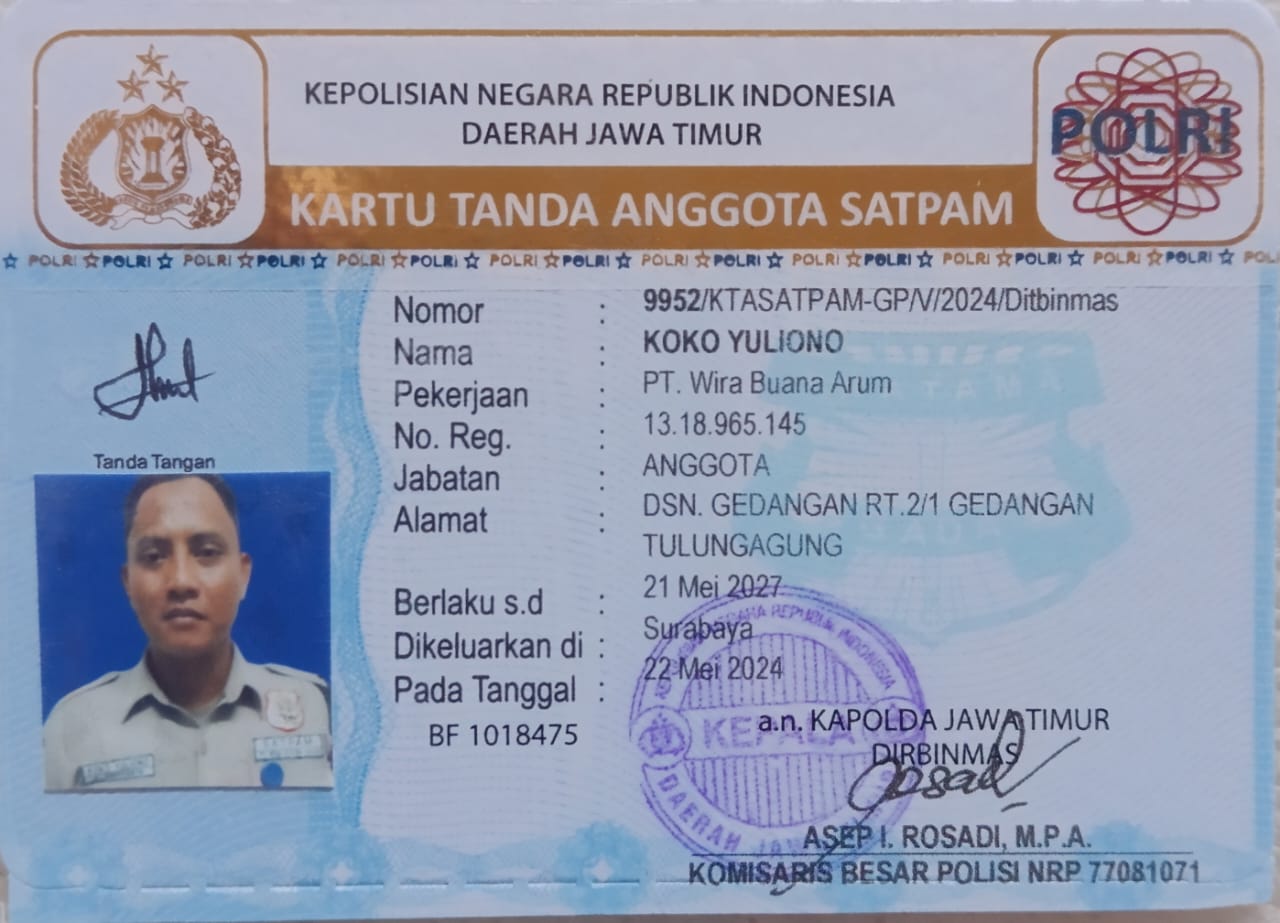 KEPOLISIAN NEGARA REPUBLIK INDONESIA
DAERAH JAWA TIMUR
POLRI
KARTU TANDA ANGGOTA SATPAM
POLRI POLRI POLRI POLRI POLRI POLRI POLRI POLRI POLRI POLRI POLRI POLRI POLRI POLRI POLRI POLRI
Nomor : 9952/KTASATPAM-GP/V/2024/Ditbinmas
Nama : KOKO YULIONO
Pekerjaan : PT. Wira Buana Arum
No. Reg. : 13.18.965.145
Jabatan : ANGGOTA
Alamat : DSN. GEDANGAN RT.2/1 GEDANGAN
TULUNGAGUNG
Berlaku s.d : 21 Mei 2027
Dikeluarkan di : Surabaya
Pada Tanggal : 22 Mei 2024
BF 1018475
Tanda Tangan
SATPAM
NEGARA REPUBLIK INDONESIA
KEPALA
DAERAH JAWA
a.n. KAPOLDA JAWA TIMUR
DIRBINMAS
ASEP I. ROSADI, M.P.A.
KOMISARIS BESAR POLISI NRP 77081071